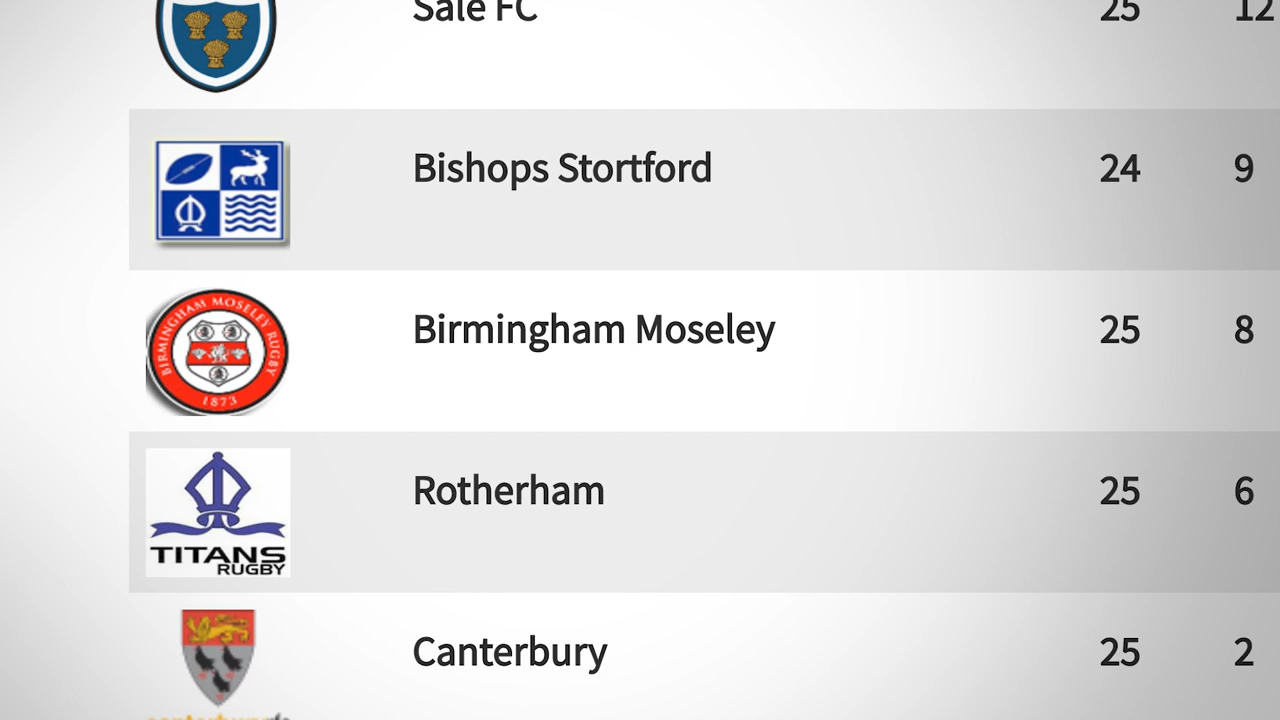 Sale FC 25 12
Bishops Stortford 24 9
BIRMINGHAM MOSELEY RUGBY
1873
Birmingham Moseley 25 8
TITANS
RUGBY
Rotherham 25 6
Canterbury 25 2